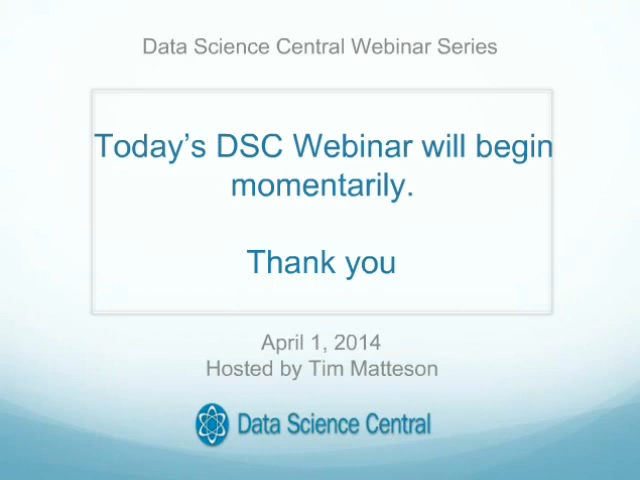 Data Science Central Webinar Series
Today’s DSC Webinar will begin
momentarily.
Thank you
April 1, 2014
Hosted by Tim Matteson
Data Science Central